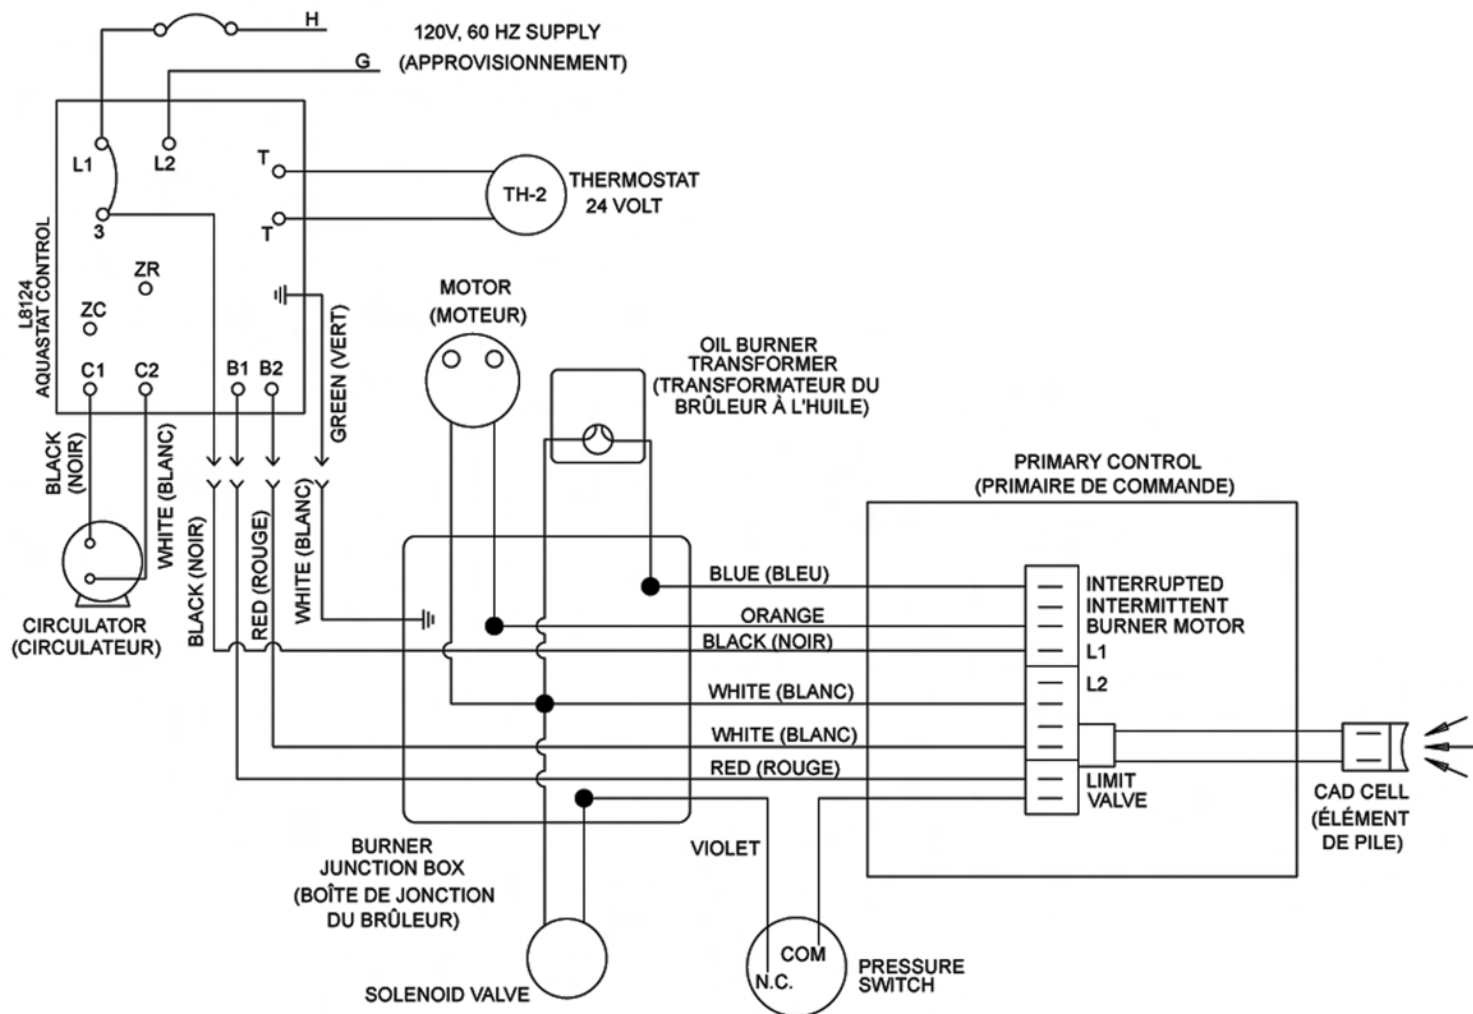 H
120V, 60 HZ SUPPLY
G
(APPROVISIONNEMENT)
L1
L2
T
TH-2
THERMOSTAT
24 VOLT
T
3
L8124
AQUASTAT CONTROL
ZR
ZC
C1
C2
B1
B2
GREEN (VERT)
MOTOR
(MOTEUR)
OIL BURNER
TRANSFORMER
(TRANSFORMATEUR DU
BRÛLEUR À L'HUILE)
BLACK
(NOIR)
WHITE (BLANC)
BLACK (NOIR)
RED (ROUGE)
WHITE (BLANC)
CIRCULATOR
(CIRCULATEUR)
PRIMARY CONTROL
(PRIMAIRE DE COMMANDE)
BLUE (BLEU)
ORANGE
BLACK (NOIR)
WHITE (BLANC)
WHITE (BLANC)
RED (ROUGE)
INTERRUPTED
INTERMITTENT
BURNER MOTOR
L1
L2
LIMIT
VALVE
CAD CELL
(ÉLÉMENT
DE PILE)
BURNER
JUNCTION BOX
(BOÎTE DE JONCTION
DU BRÛLEUR)
VIOLET
SOLENOID VALVE
COM
N.C.
PRESSURE
SWITCH